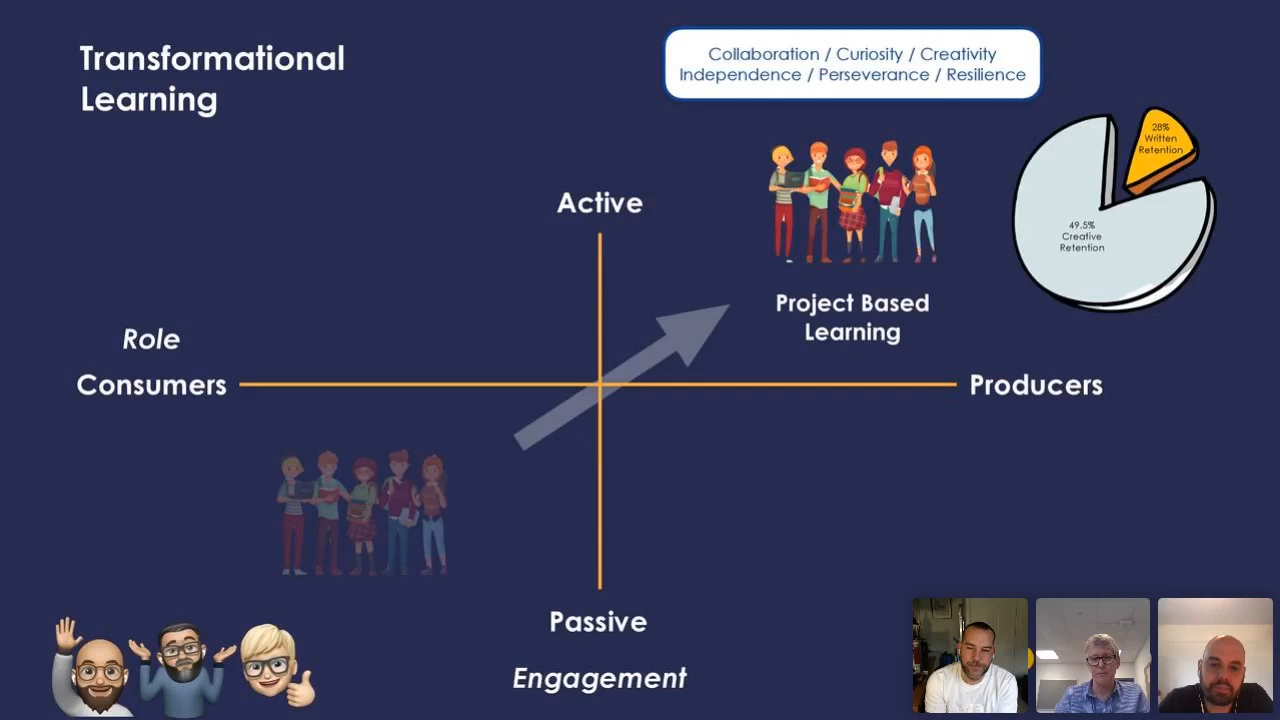 Transformational
Learning
Collaboration / Curiosity / Creativity
Independence / Perseverance / Resilience
28%
Written
Retention
49.5%
Creative
Retention
Active
Project Based
Learning
Role
Consumers
Producers
Passive
Engagement